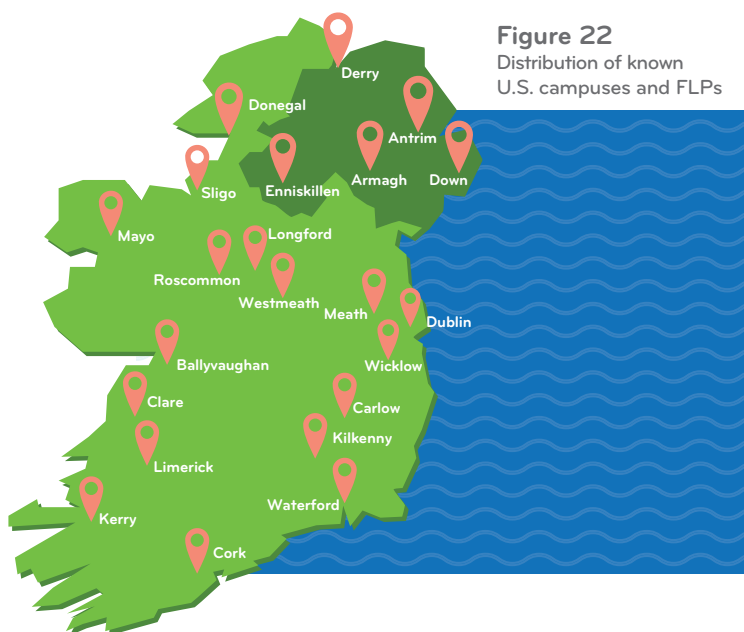 Figure 22
Distribution of known
U.S. campuses and FLPs
Derry
Donegal
Antrim
Armagh
Down
Enniskillen
Sligo
Mayo
Longford
Roscommon
Westmeath
Meath
Dublin
Wicklow
Ballyvaughan
Clare
Carlow
Kilkenny
Limerick
Waterford
Kerry
Cork